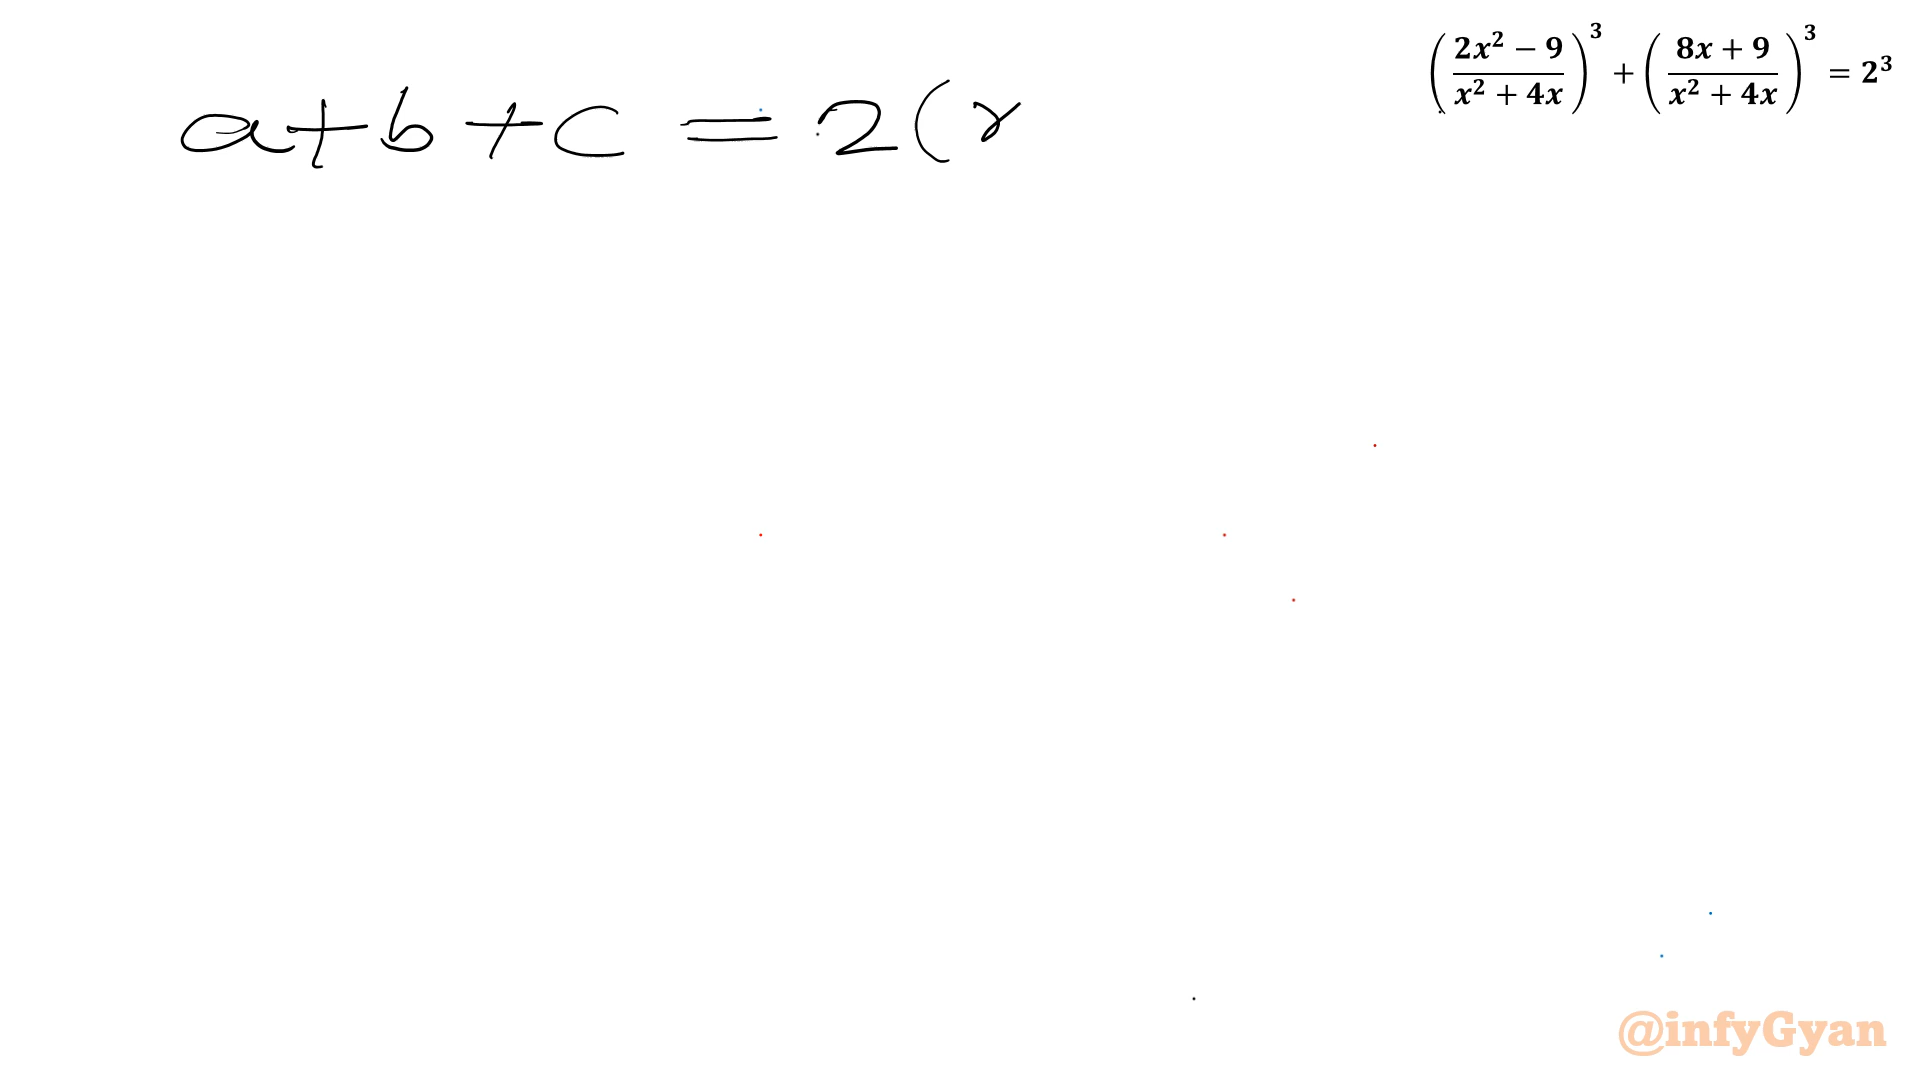 a+b+c = 2(x
(2x² − 9 / x² + 4x)³ + (8x + 9 / x² + 4x)³ = 2³
@infyGyan